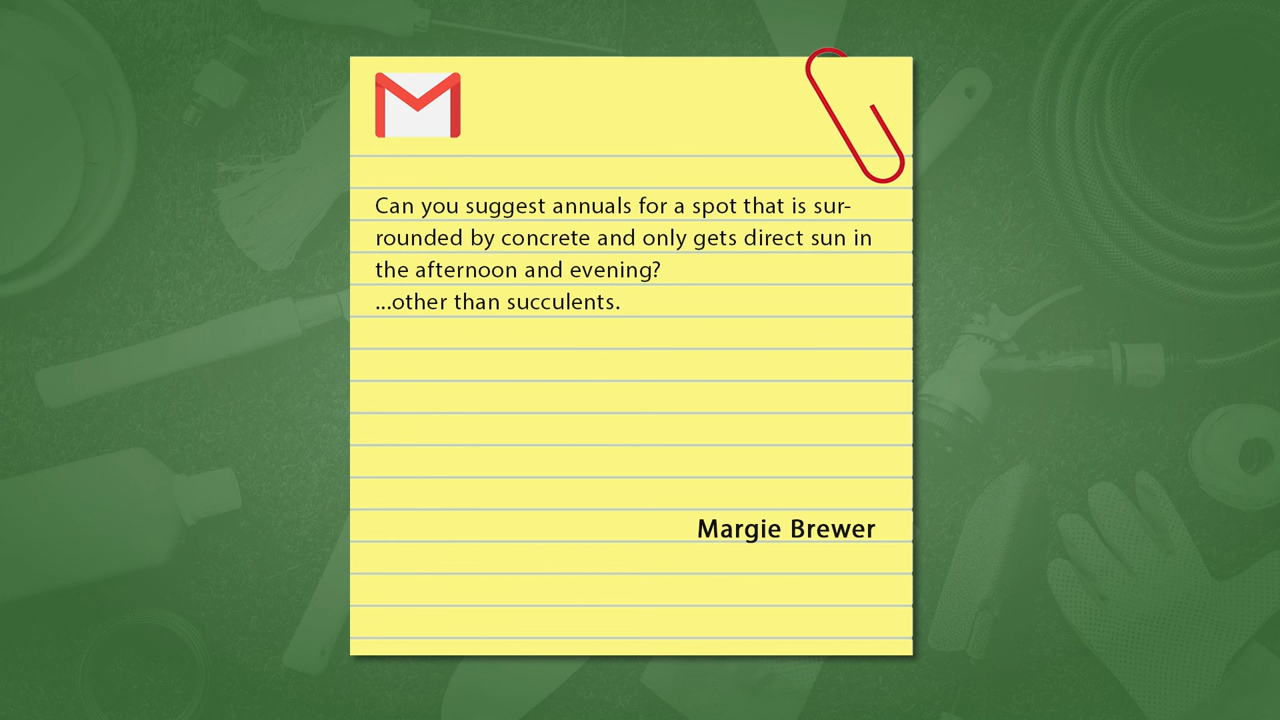 Can you suggest annuals for a spot that is sur-
rounded by concrete and only gets direct sun in
the afternoon and evening?
...other than succulents.
Margie Brewer